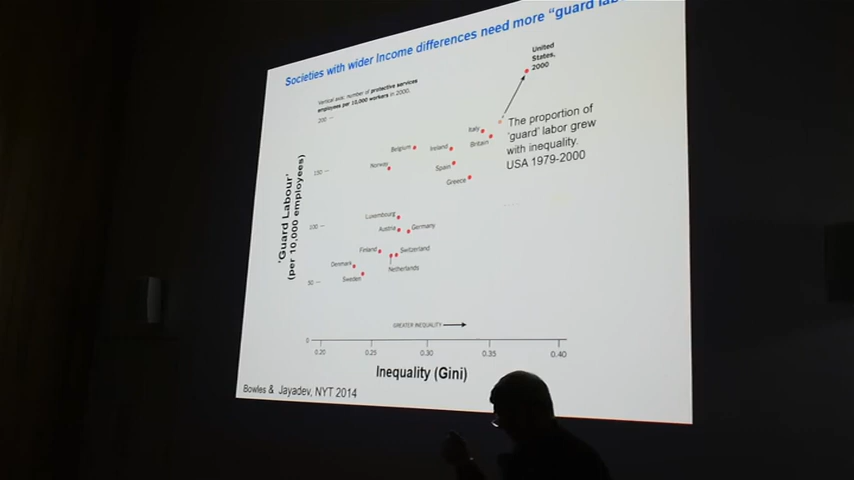 Societies with wider Income differences need more “guard lab
Vertical axis: number of protective services
employees per 10,000 workers in 2000.
200
150
100
50
0
'Guard Labour'
(per 10,000 employees)
United
States,
2000
The proportion of
'guard' labor grew
with inequality.
USA 1979-2000
Italy
Britain
Belgium
Ireland
Norway
Spain
Greece
Luxembourg
Austria
Germany
Finland
Switzerland
Netherlands
Denmark
Sweden
GREATER INEQUALITY
0.20
0.25
0.30
0.35
0.40
Inequality (Gini)
Bowles & Jayadev, NYT 2014